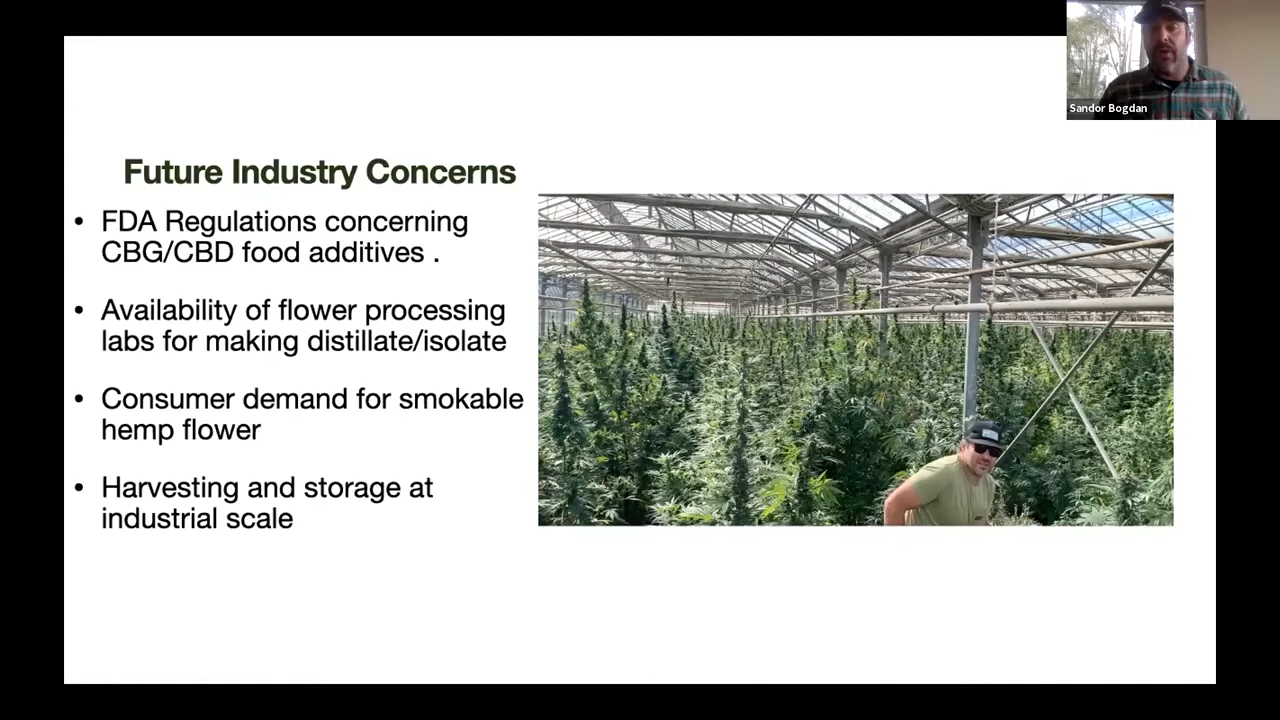 Sandor Bogdan
Future Industry Concerns
• FDA Regulations concerning
CBG/CBD food additives .
• Availability of flower processing
labs for making distillate/isolate
• Consumer demand for smokable
hemp flower
• Harvesting and storage at
industrial scale